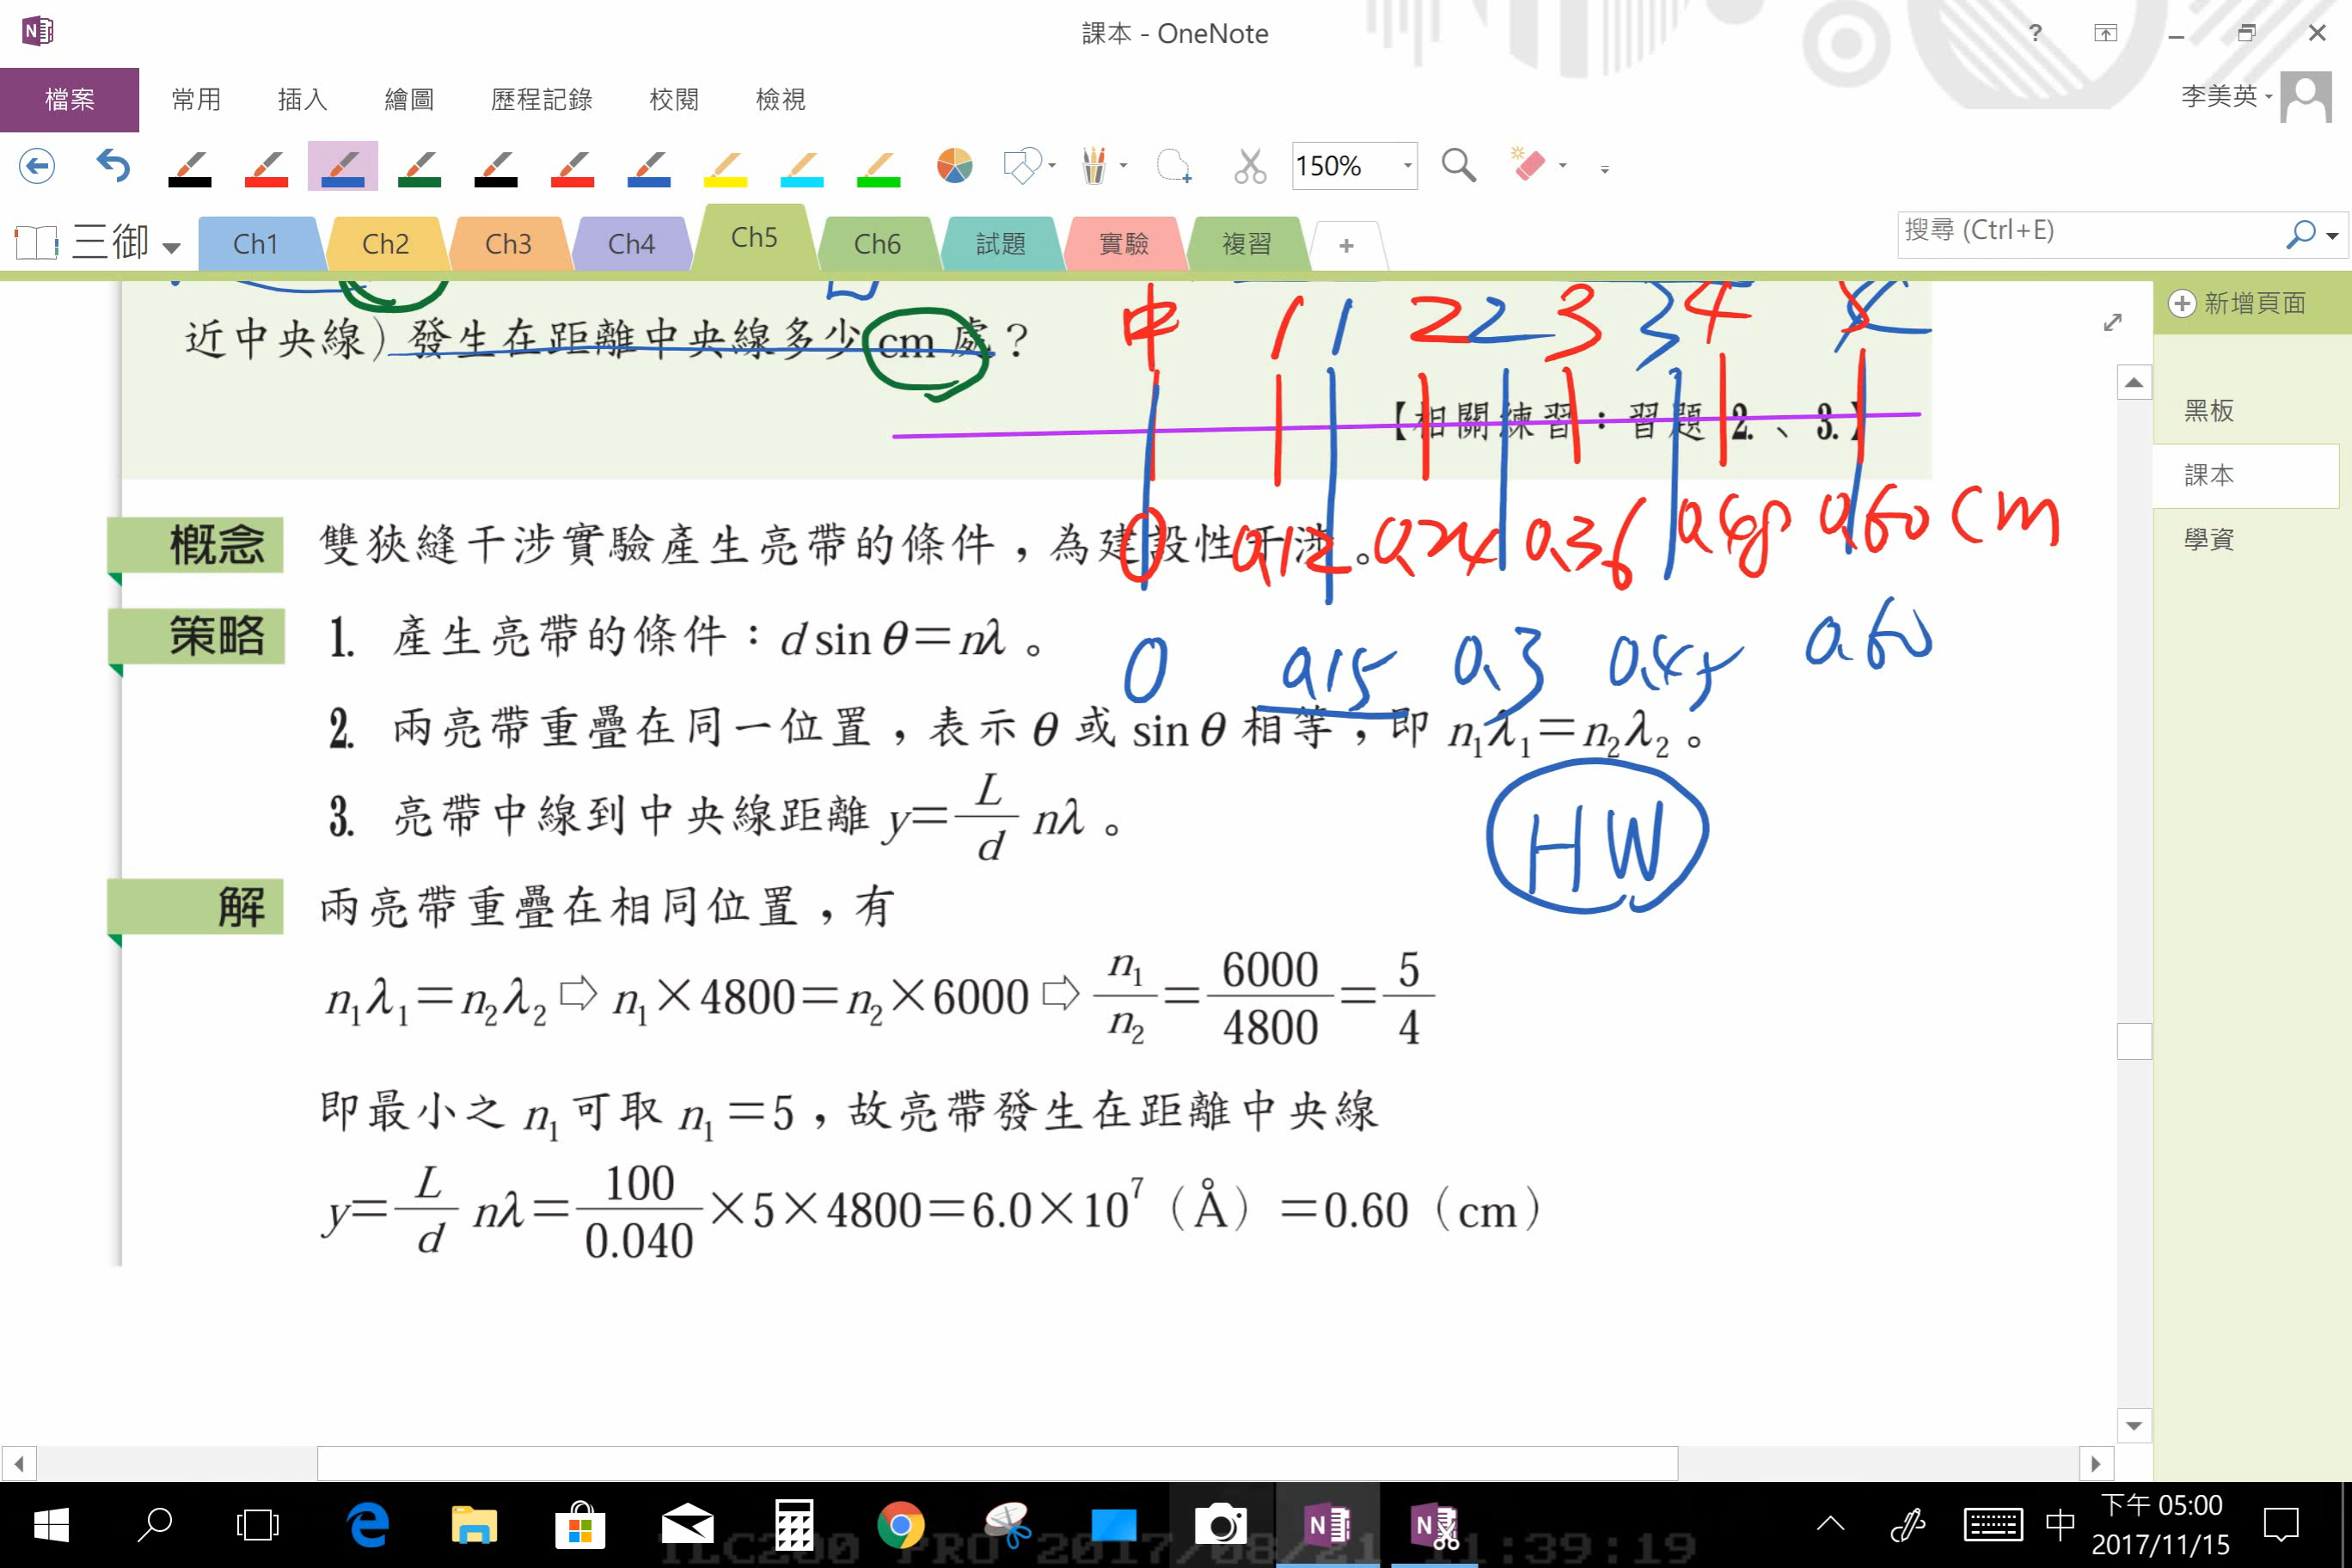 課本 - OneNote
?
檔案 常用 插入 繪圖 歷程記錄 校閱 檢視
李美英
150%
三御 Ch1 Ch2 Ch3 Ch4 Ch5 Ch6 試題 實驗 複習 +
搜尋 (Ctrl+E)
新增頁面
黑板
課本
學資
中 1 1 2 2 3 3 4
近中央線）發生在距離中央線多少 cm 處？
【相關練習：習題 2.、3.】
0 0.12 0.24 0.36 0.48 0.60 cm
概念 雙狹縫干涉實驗產生亮帶的條件，為建設性干涉。
策略 1. 產生亮帶的條件：d sin θ＝nλ。
0 0.15 0.3 0.45 0.60
2. 兩亮帶重疊在同一位置，表示 θ 或 sin θ 相等，即 n₁λ₁＝n₂λ₂。
3. 亮帶中線到中央線距離 y＝L/d nλ。
HW
解 兩亮帶重疊在相同位置，有
n₁λ₁＝n₂λ₂ ⇨ n₁×4800＝n₂×6000 ⇨ n₁/n₂＝6000/4800＝5/4
即最小之 n₁ 可取 n₁＝5，故亮帶發生在距離中央線
y＝L/d nλ＝100/0.040×5×4800＝6.0×10⁷（Å）＝0.60（cm）
中
下午 05:00
2017/11/15
ILC200 PRO 2017/08/21 11:39:19